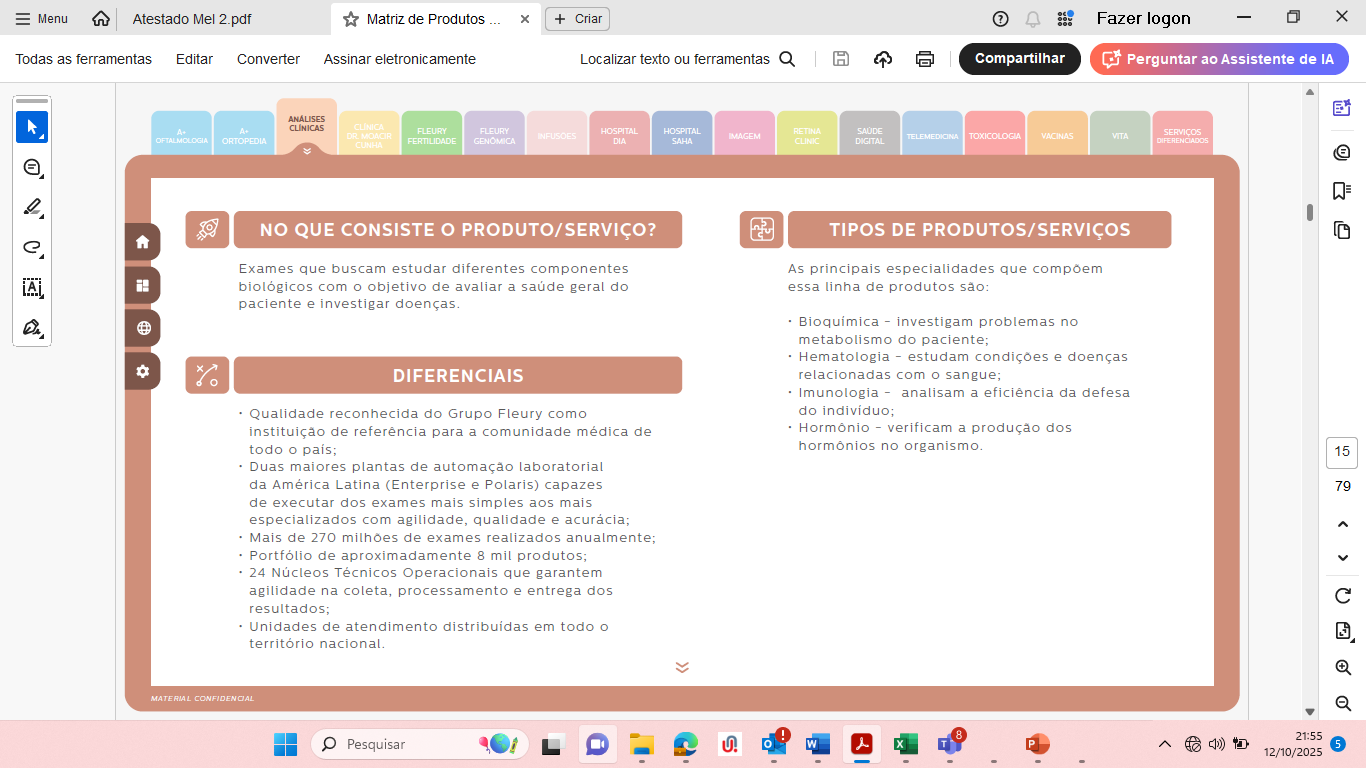 Menu
Atestado Mel 2.pdf
Matriz de Produtos ...
Criar
Fazer logon
Todas as ferramentas
Editar
Converter
Assinar eletronicamente
Localizar texto ou ferramentas
Compartilhar
Perguntar ao Assistente de IA
A+
OFTALMOLOGIA
A+
ORTOPEDIA
ANÁLISES
CLÍNICAS
CLÍNICA
DR. MOACIR
CUNHA
FLEURY
FERTILIDADE
FLEURY
GENÔMICA
INFUSÕES
HOSPITAL
DIA
HOSPITAL
SAHA
IMAGEM
RETINA
CLINIC
SAÚDE
DIGITAL
TELEMEDICINA
TOXICOLOGIA
VACINAS
VITA
SERVIÇOS
DIFERENCIADOS
NO QUE CONSISTE O PRODUTO/SERVIÇO?
Exames que buscam estudar diferentes componentes
biológicos com o objetivo de avaliar a saúde geral do
paciente e investigar doenças.
DIFERENCIAIS
• Qualidade reconhecida do Grupo Fleury como
instituição de referência para a comunidade médica de
todo o país;
• Duas maiores plantas de automação laboratorial
da América Latina (Enterprise e Polaris) capazes
de executar dos exames mais simples aos mais
especializados com agilidade, qualidade e acurácia;
• Mais de 270 milhões de exames realizados anualmente;
• Portfólio de aproximadamente 8 mil produtos;
• 24 Núcleos Técnicos Operacionais que garantem
agilidade na coleta, processamento e entrega dos
resultados;
• Unidades de atendimento distribuídas em todo o
território nacional.
TIPOS DE PRODUTOS/SERVIÇOS
As principais especialidades que compõem
essa linha de produtos são:
• Bioquímica – investigam problemas no
metabolismo do paciente;
• Hematologia – estudam condições e doenças
relacionadas com o sangue;
• Imunologia – analisam a eficiência da defesa
do indivíduo;
• Hormônio – verificam a produção dos
hormônios no organismo.
MATERIAL CONFIDENCIAL
15
79
Pesquisar
8
21:55
12/10/2025
5